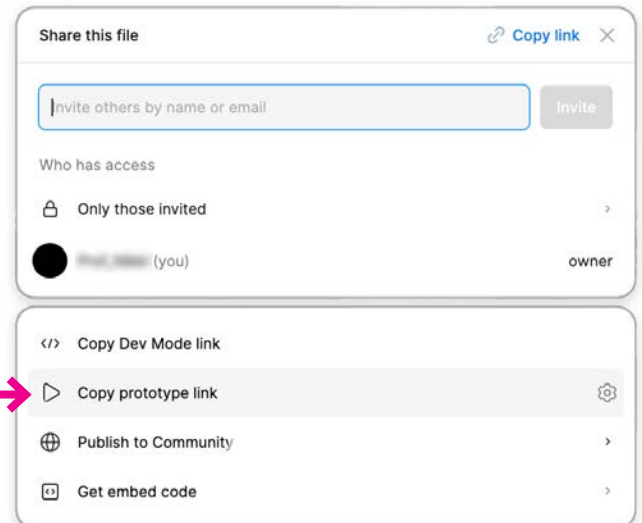 Share this file
Copy link
Invite others by name or email
Invite
Who has access
Only those invited
(you)
owner
Copy Dev Mode link
Copy prototype link
Publish to Community
Get embed code